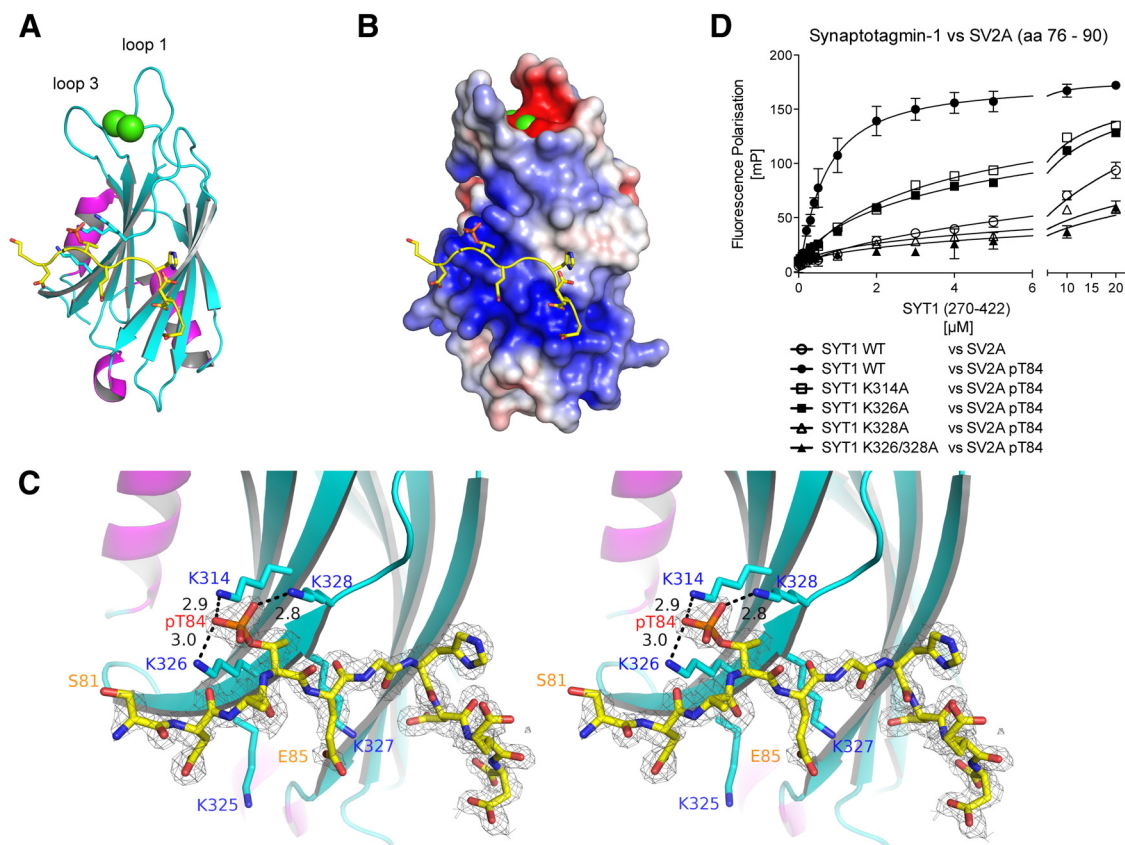 A
loop 1
loop 3
B
D
Synaptotagmin-1 vs SV2A (aa 76 - 90)
Fluorescence Polarisation
[mP]
200
150
100
50
0
0 2 4 6 10 15 20
SYT1 (270-422)
[µM]
SYT1 WT vs SV2A
SYT1 WT vs SV2A pT84
SYT1 K314A vs SV2A pT84
SYT1 K326A vs SV2A pT84
SYT1 K328A vs SV2A pT84
SYT1 K326/328A vs SV2A pT84
C
K314
K328
2.9
2.8
pT84
3.0
K326
S81
K327
E85
K325
K314
K328
2.9
2.8
pT84
3.0
K326
S81
K327
E85
K325